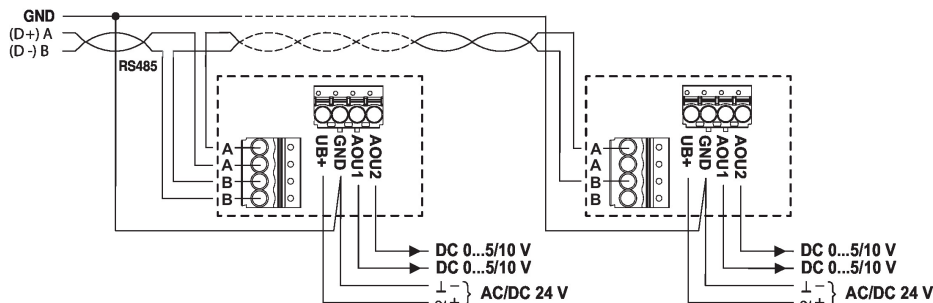 GND
(D+) A
(D -) B
RS485
UB+
GND
AOU1
AOU2
A
A
B
B
DC 0...5/10 V
DC 0...5/10 V
⊥ –
AC/DC 24 V
~/+
UB+
GND
AOU1
AOU2
A
A
B
B
DC 0...5/10 V
DC 0...5/10 V
⊥ –
AC/DC 24 V
~/+